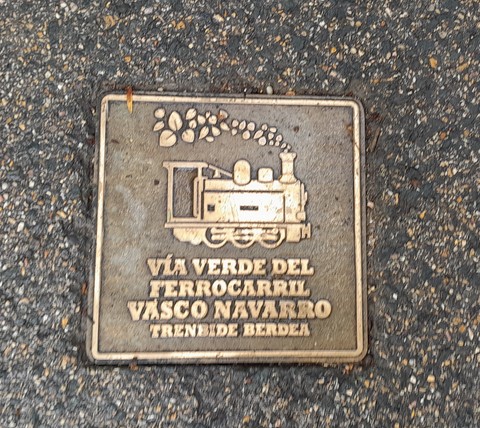 VÍA VERDE DEL
FERROCARRIL
VASCO NAVARRO
TRENBIDE BERDEA